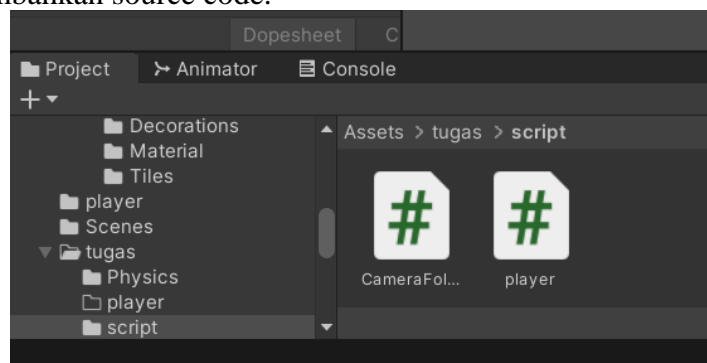 source code.
Dopesheet C
Project Animator Console
Decorations
Material
Tiles
player
Scenes
tugas
Physics
player
script
Assets > tugas > script
CameraFol...
player